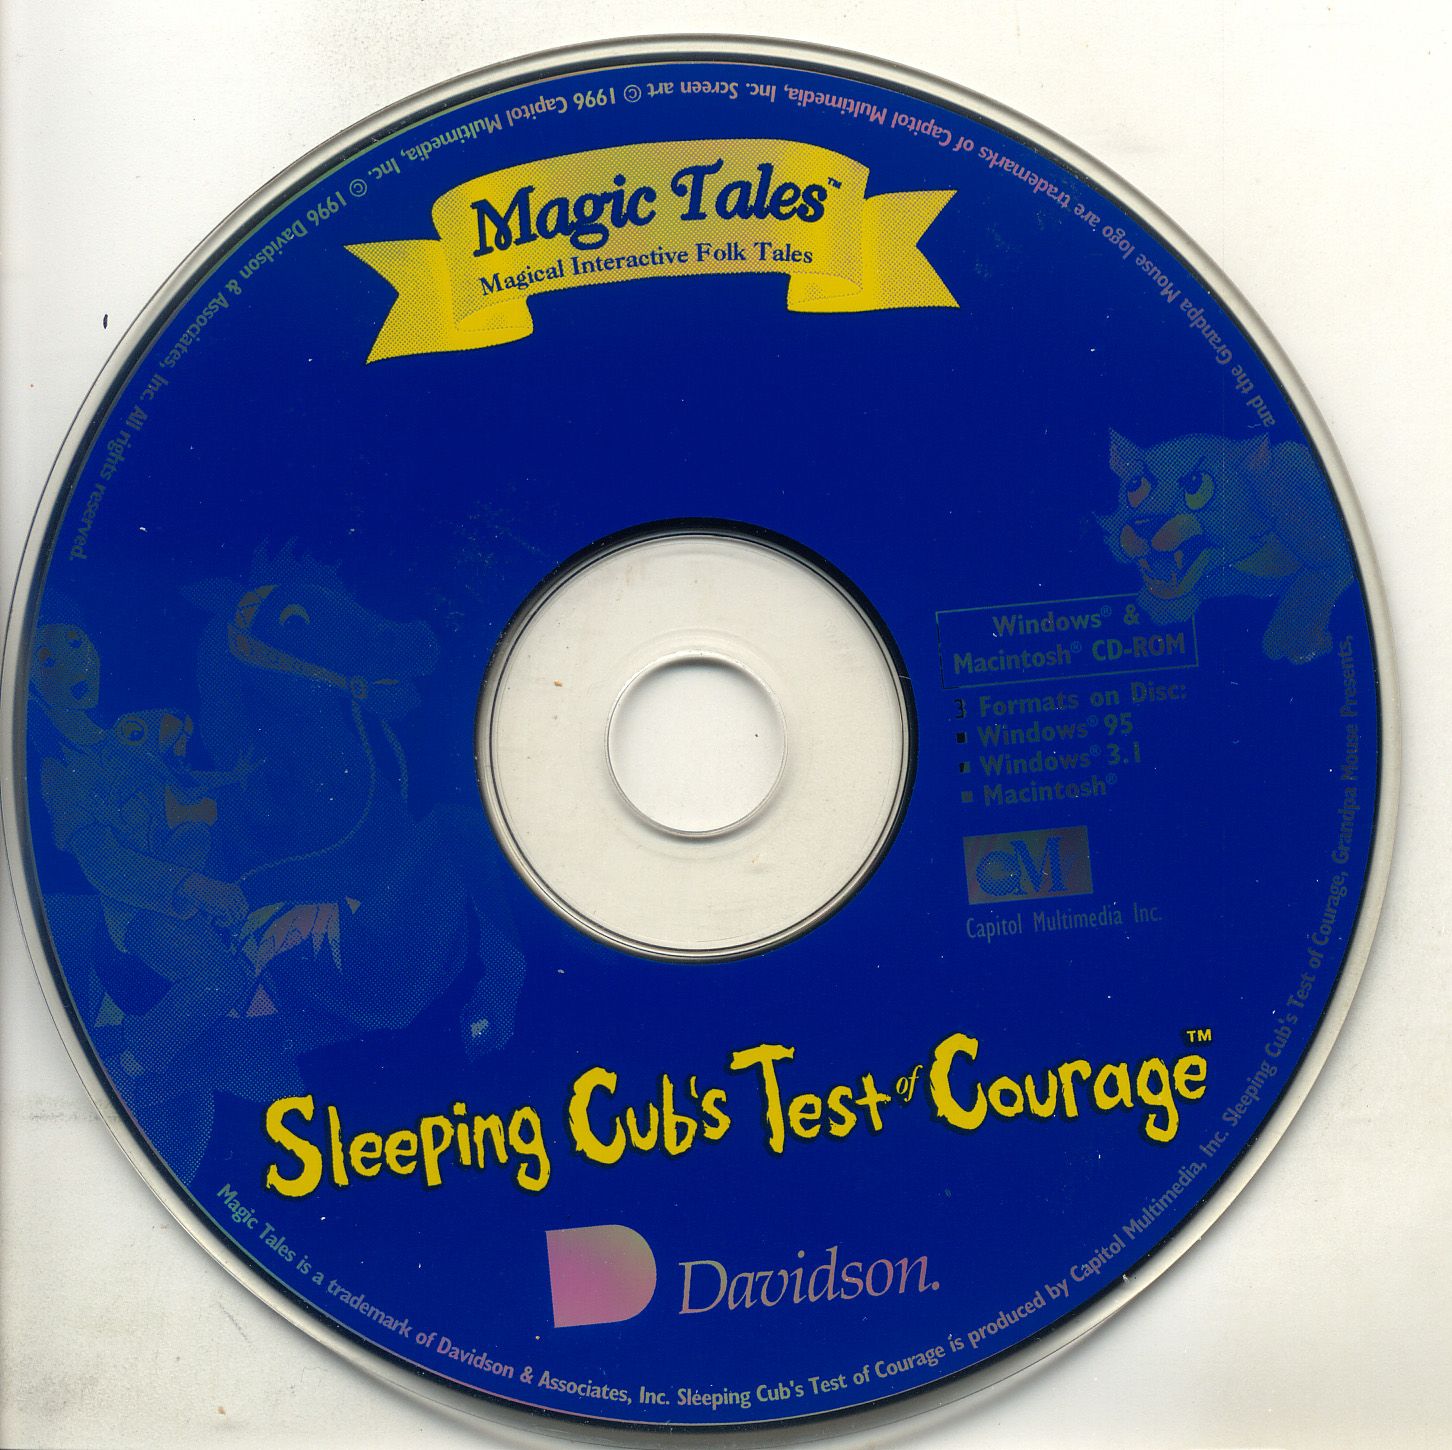 Magic Tales™
Magical Interactive Folk Tales
Windows® &
Macintosh® CD-ROM
3 Formats on Disc:
▪ Windows® 95
▪ Windows® 3.1
▪ Macintosh®
CM
Capitol Multimedia Inc.
Sleeping Cub's Test of Courage™
Davidson.
Magic Tales is a trademark of Davidson & Associates, Inc. Sleeping Cub's Test of Courage is produced by Capitol Multimedia, Inc. Sleeping Cub's Test of Courage, Grandpa Mouse Presents, and the Grandpa Mouse logo are trademarks of Capitol Multimedia, Inc. Screen art © 1996 Capitol Multimedia, Inc. © 1996 Davidson & Associates, Inc. All rights reserved.